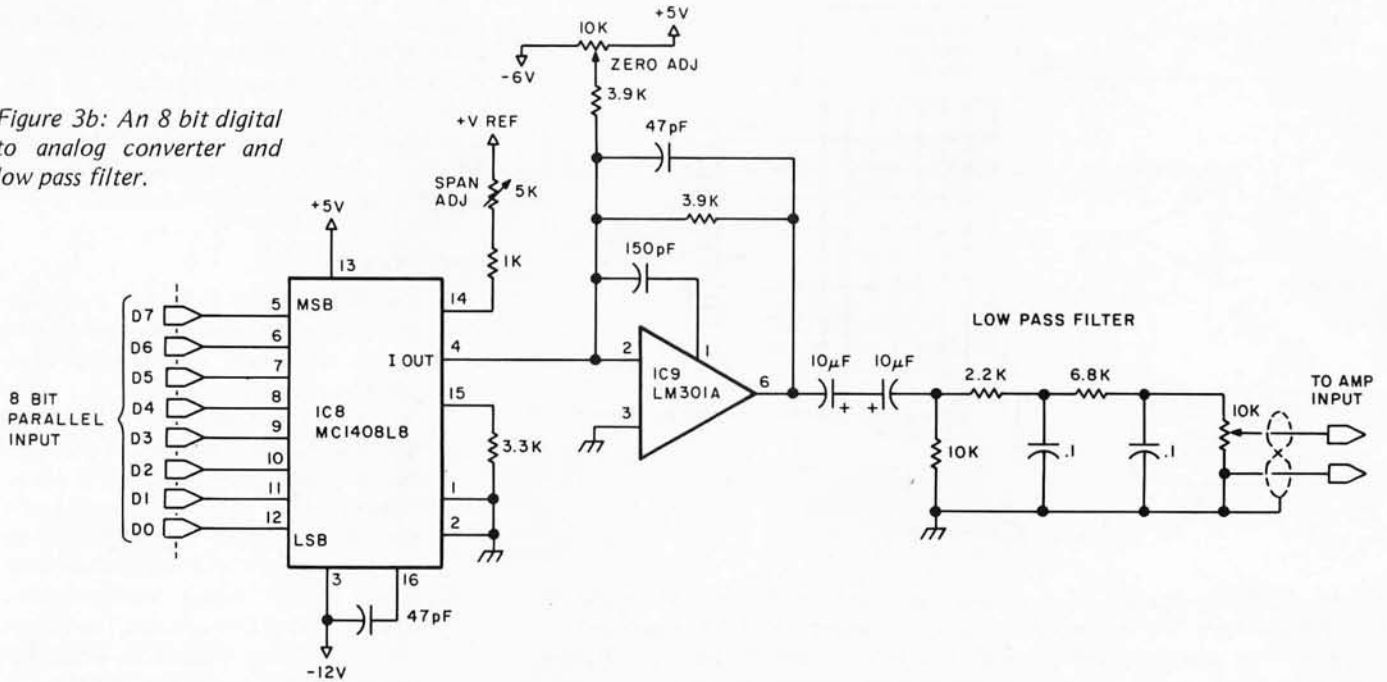 Figure 3b: An 8 bit digital
to analog converter and
low pass filter.
+5V
10K
-6V
ZERO ADJ
3.9K
+V REF
47pF
SPAN
ADJ
5K
3.9K
+5V
1K
150pF
13
14
MSB
D7
5
D6
6
D5
7
D4
8
D3
9
D2
10
D1
11
D0
12
8 BIT
PARALLEL
INPUT
I OUT
4
15
IC8
MC1408L8
3.3K
1
2
LSB
3
16
47pF
-12V
2
1
IC9
LM301A
3
6
10µF
10µF
+
+
LOW PASS FILTER
2.2K
6.8K
10K
.1
.1
10K
TO AMP
INPUT